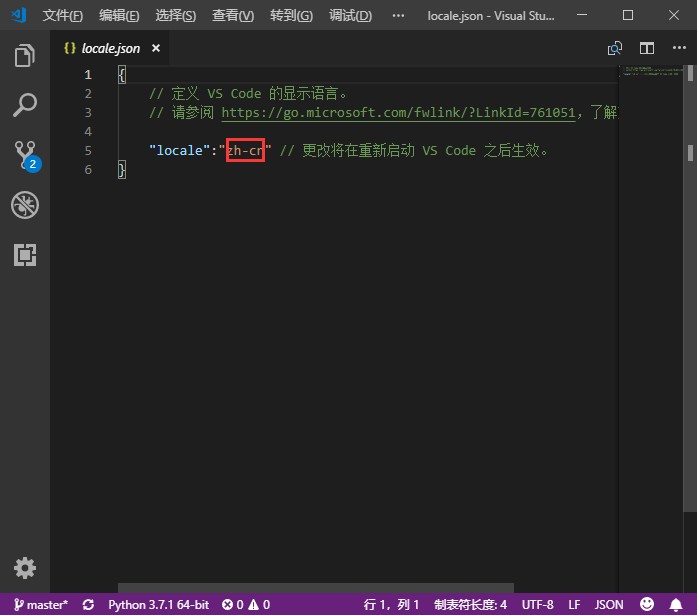 文件(F) 编辑(E) 选择(S) 查看(V) 转到(G) 调试(D) ··· locale.json - Visual Stu...
{} locale.json ×
1 {
2 // 定义 VS Code 的显示语言。
3 // 请参阅 https://go.microsoft.com/fwlink/?LinkId=761051，了解
4
5 "locale":"zh-cn" // 更改将在重新启动 VS Code 之后生效。
6 }
2
master* Python 3.7.1 64-bit 0 0 行 1，列 1 制表符长度: 4 UTF-8 LF JSON